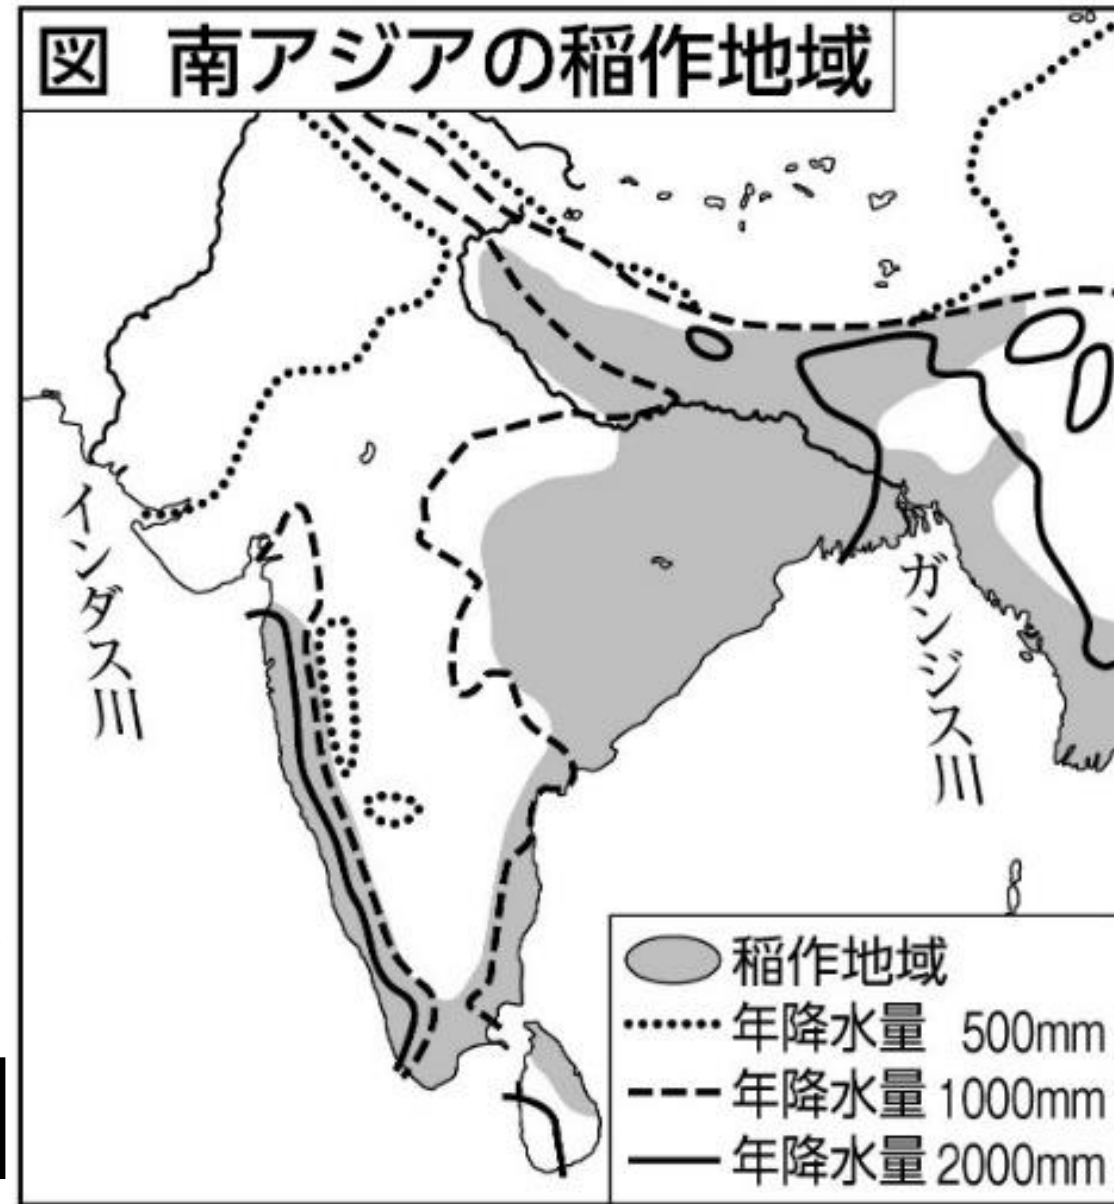 図 南アジアの稲作地域
インダス川
ガンジス川
稲作地域
年降水量 500mm
年降水量 1000mm
年降水量 2000mm